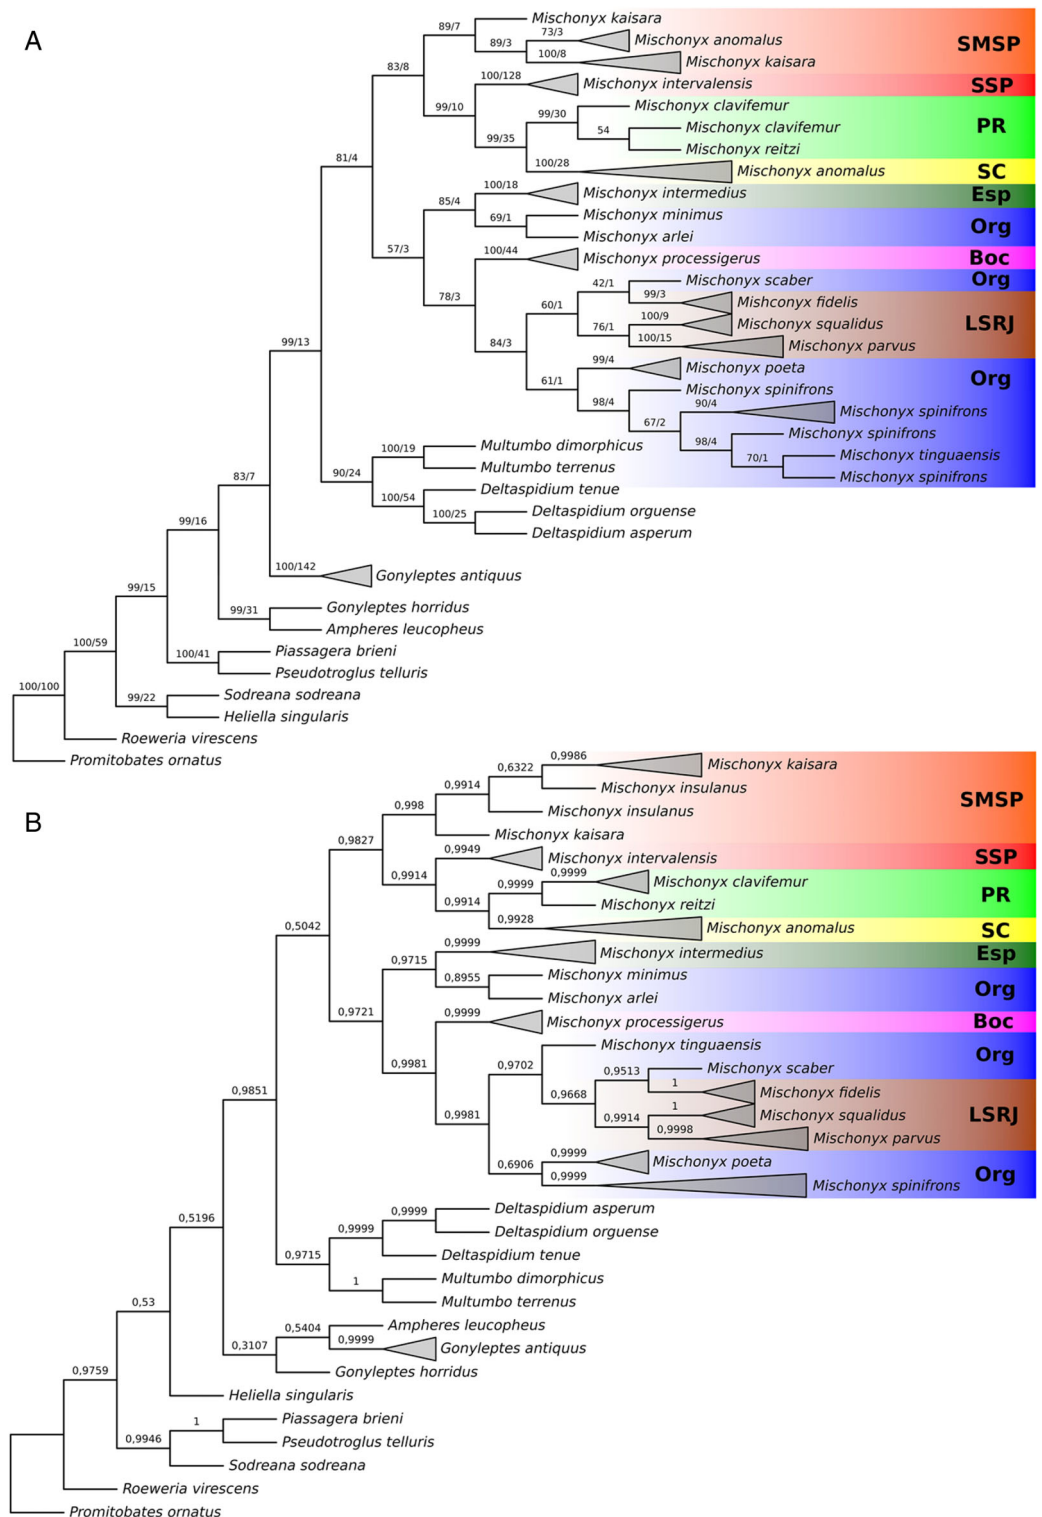 A
89/7
Mischonyx kaisara
89/3
73/3
Mischonyx anomalus
100/8
Mischonyx kaisara
SMSP
83/8
100/128
Mischonyx intervalensis
SSP
99/10
99/30
Mischonyx clavifemur
54
Mischonyx clavifemur
Mischonyx reitzi
PR
99/35
100/28
Mischonyx anomalus
SC
81/4
100/18
Mischonyx intermedius
Esp
85/4
69/1
Mischonyx minimus
Mischonyx arlei
Org
57/3
100/44
Mischonyx processigerus
Boc
78/3
42/1
Mischonyx scaber
Org
99/3
Mishconyx fidelis
60/1
76/1
100/9
Mischonyx squalidus
LSRJ
100/15
Mischonyx parvus
84/3
99/4
Mischonyx poeta
Org
61/1
98/4
Mischonyx spinifrons
67/2
90/4
Mischonyx spinifrons
98/4
Mischonyx spinifrons
70/1
Mischonyx tinguaensis
Mischonyx spinifrons
99/13
100/19
Multumbo dimorphicus
Multumbo terrenus
90/24
100/54
Deltaspidium tenue
100/25
Deltaspidium orguense
Deltaspidium asperum
83/7
100/142
Gonyleptes antiquus
99/16
99/31
Gonyleptes horridus
Ampheres leucopheus
99/15
100/41
Piassagera brieni
Pseudotroglus telluris
100/59
99/22
Sodreana sodreana
Heliella singularis
100/100
Roeweria virescens
Promitobates ornatus
B
0,9986
Mischonyx kaisara
0,6322
Mischonyx insulanus
0,9914
Mischonyx insulanus
0,998
Mischonyx kaisara
SMSP
0,9827
0,9949
Mischonyx intervalensis
SSP
0,9914
0,9999
0,9999
Mischonyx clavifemur
Mischonyx reitzi
PR
0,9914
0,9928
Mischonyx anomalus
SC
0,5042
0,9999
Mischonyx intermedius
Esp
0,9715
0,8955
Mischonyx minimus
Mischonyx arlei
Org
0,9721
0,9999
Mischonyx processigerus
Boc
0,9981
0,9702
Mischonyx tinguaensis
Org
0,9513
Mischonyx scaber
0,9668
1
Mischonyx fidelis
0,9914
1
Mischonyx squalidus
LSRJ
0,9998
Mischonyx parvus
0,9981
0,6906
0,9999
Mischonyx poeta
0,9999
Mischonyx spinifrons
Org
0,9851
0,9999
Deltaspidium asperum
Deltaspidium orguense
0,9999
Deltaspidium tenue
0,9715
1
Multumbo dimorphicus
Multumbo terrenus
0,5196
0,5404
Ampheres leucopheus
0,9999
Gonyleptes antiquus
0,3107
Gonyleptes horridus
0,53
Heliella singularis
0,9759
1
Piassagera brieni
Pseudotroglus telluris
0,9946
Sodreana sodreana
Roeweria virescens
Promitobates ornatus